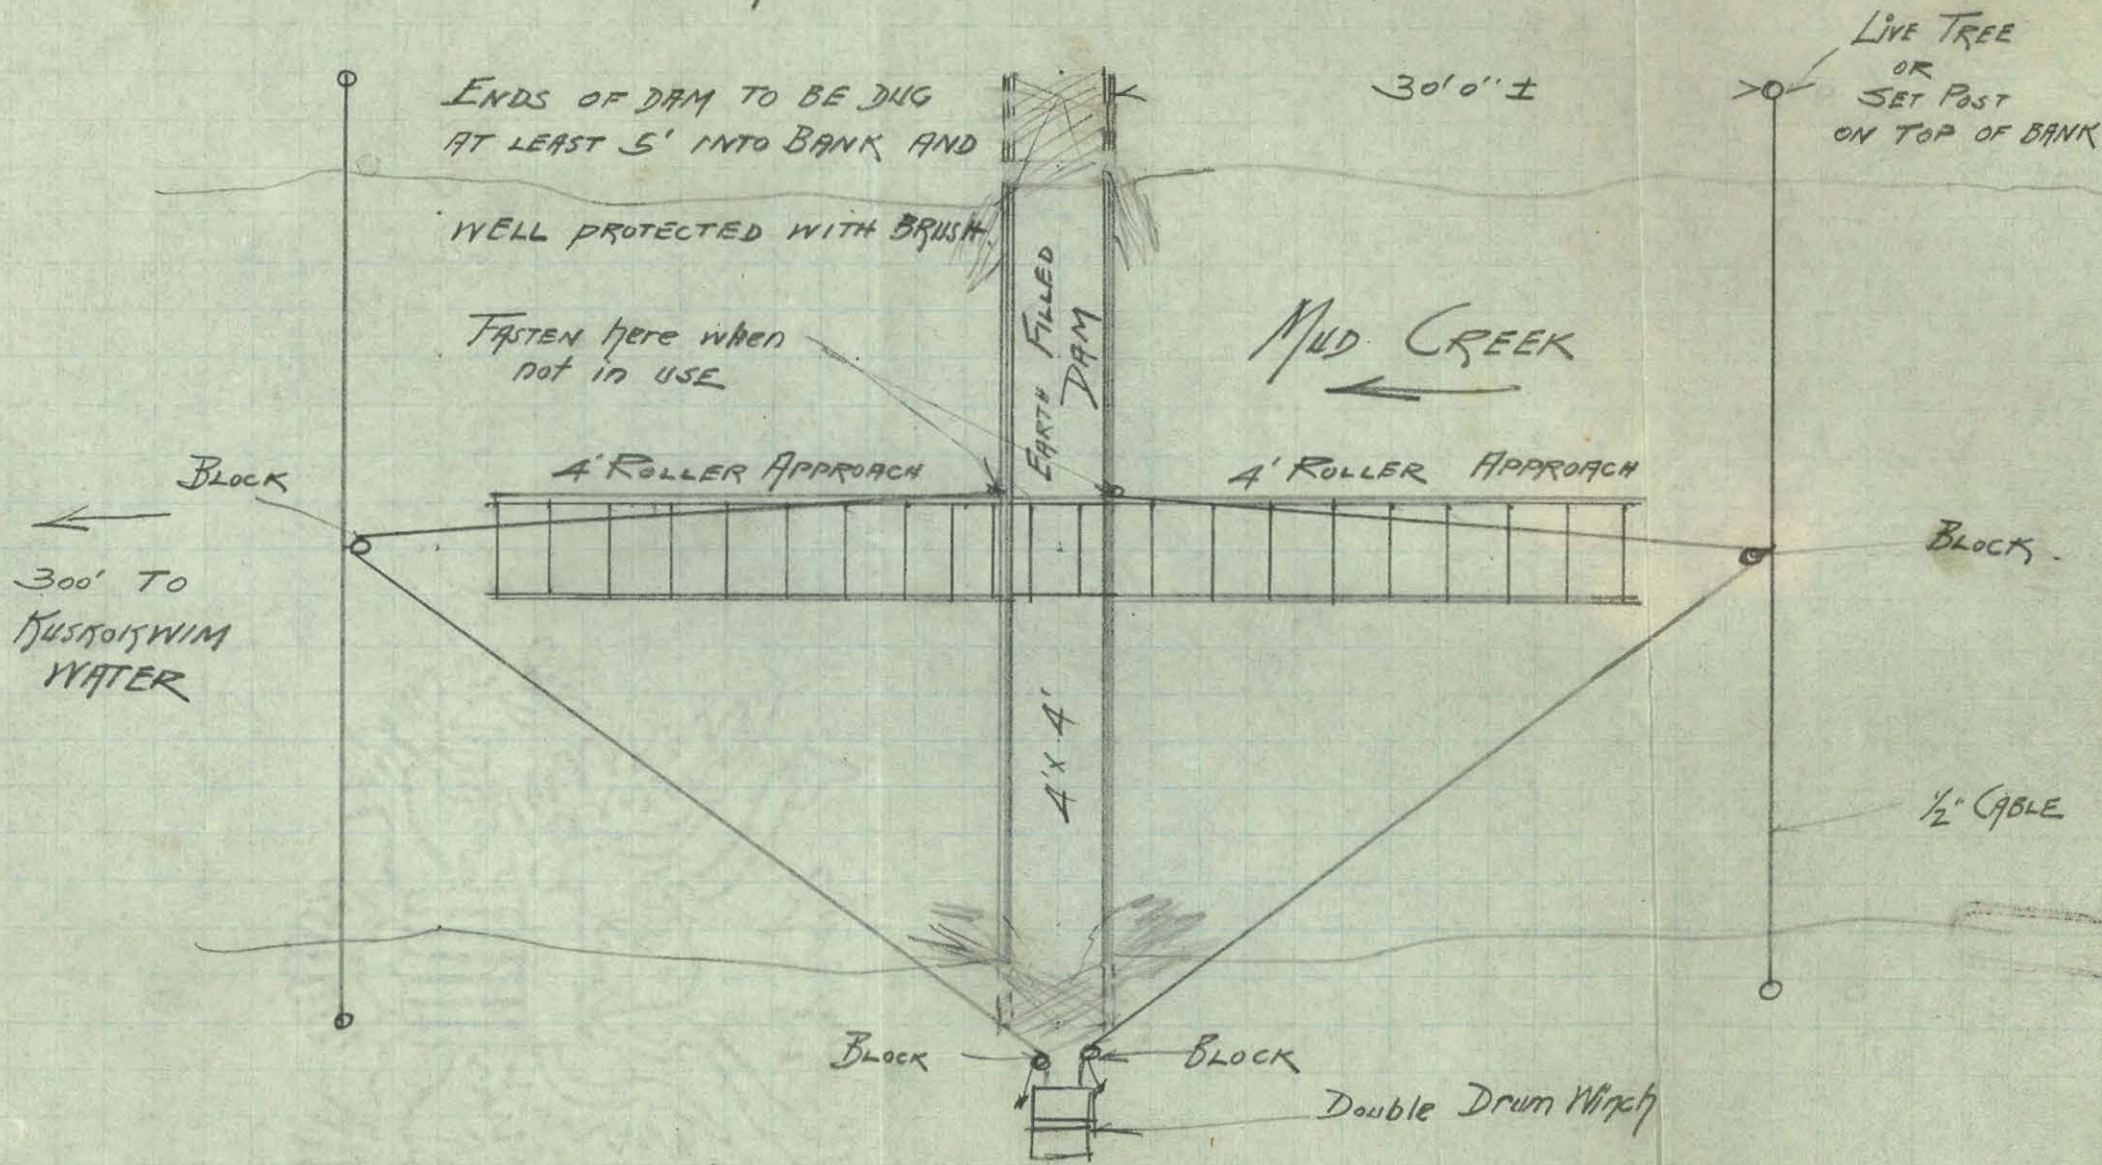 LIVE TREE
OR
SET POST
ON TOP OF BANK
30'0" ±
ENDS OF DAM TO BE DUG
AT LEAST 5' INTO BANK AND
WELL PROTECTED WITH BRUSH.
FASTEN here when
not in USE
EARTH FILLED
DAM
MUD CREEK
BLOCK
4' ROLLER APPROACH
4' ROLLER APPROACH
BLOCK.
300' TO
KUSKOKWIM
WATER
4' X 4'
1/2" CABLE
BLOCK
BLOCK
Double Drum Winch